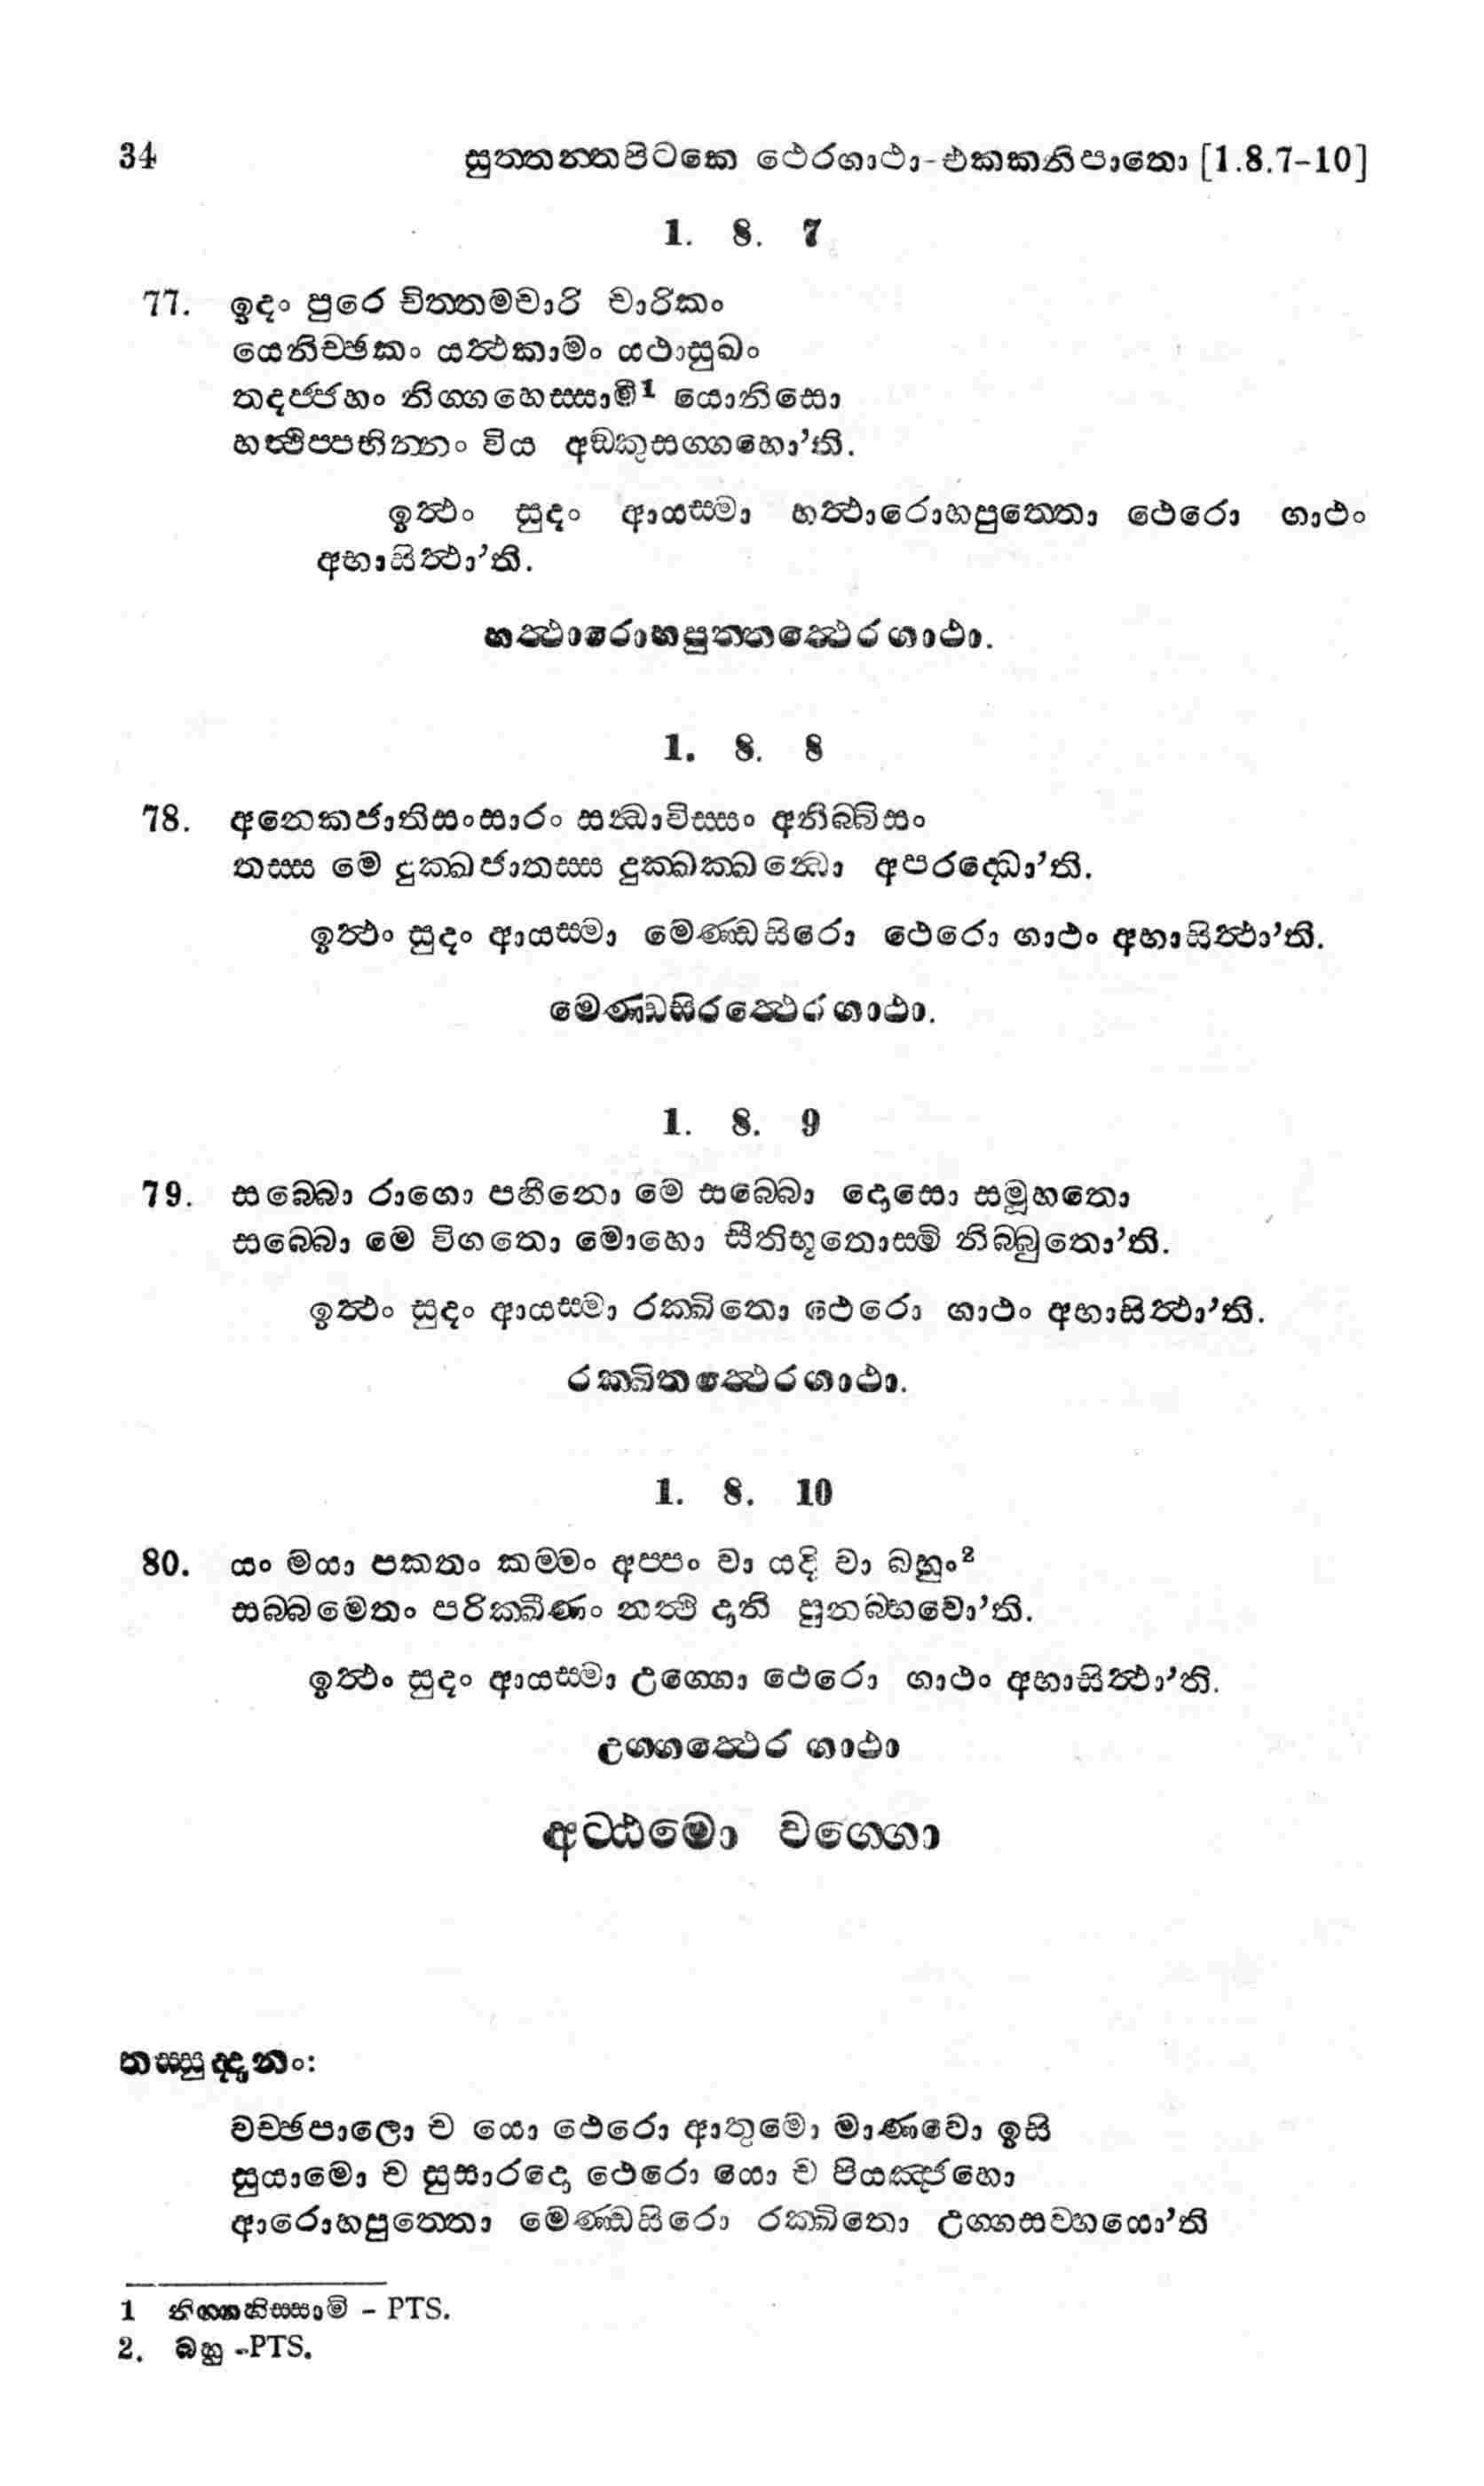 34 සුත්තන්තපිටකෙ ථෙරගාථා-එකකනිපාතො [1.8.7-10]
1. 8. 7
77. ඉදං පුරෙ චිත්තමචාරි චාරිකං
යෙනිච්ඡකං යත්ථකාමං යථාසුඛං
තදජ්ජහං නිග්ගහෙස්සාමි1 යොනිසො
හත්ථිප්පභින්නං විය අඞ්කුසග්ගහො’ති.
ඉත්ථං සුදං ආයස්මා හත්ථාරොහපුත්තො ථෙරො ගාථං
අභාසිත්ථා’ති.
හත්ථාරොහපුත්තත්ථෙරගාථා.
1. 8. 8
78. අනෙකජාතිසංසාරං සන්ධාවිස්සං අනිබ්බිසං
තස්ස මෙ දුක්ඛජාතස්ස දුක්ඛක්ඛන්ධො අපරද්ධො’ති.
ඉත්ථං සුදං ආයස්මා මෙණ්ඩසිරො ථෙරො ගාථං අභාසිත්ථා’ති.
මෙණ්ඩසිරත්ථෙරගාථා.
1. 8. 9
79. සබ්බො රාගො පහීනො මෙ සබ්බො දොසො සමූහතො
සබ්බො මෙ විගතො මොහො සීතිභූතොස්මි නිබ්බුතො’ති.
ඉත්ථං සුදං ආයස්මා රක්ඛිතො ථෙරො ගාථං අභාසිත්ථා’ති.
රක්ඛිතත්ථෙරගාථා.
1. 8. 10
80. යං මයා පකතං කම්මං අප්පං වා යදි වා බහුං2
සබ්බමෙතං පරික්ඛීණං නත්ථි දානි පුනබ්භවො’ති.
ඉත්ථං සුදං ආයස්මා උග්ගො ථෙරො ගාථං අභාසිත්ථා’ති.
උග්ගත්ථෙර ගාථා
අට්ඨමො වග්ගො
තස්සුද්දානං:
වච්ඡපාලො ච යො ථෙරො ආතුමො මාණවො ඉසි
සුයාමො ච සුසාරදො ථෙරො යො ච පියඤ්ජහො
ආරොහපුත්තො මෙණ්ඩසිරො රක්ඛිතො උග්ගසව්හයො’ති
1 නිග්ගහිස්සාමි - PTS.
2. බහු -PTS.